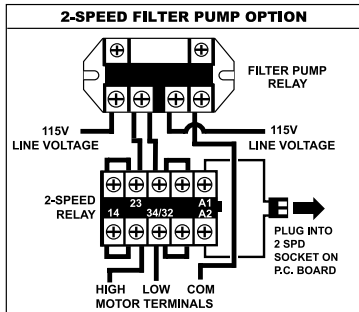 2-SPEED FILTER PUMP OPTION
FILTER PUMP
RELAY
115V
LINE VOLTAGE
115V
LINE VOLTAGE
2-SPEED
RELAY
23
14
34/32
A1
A2
PLUG INTO
2 SPD
SOCKET ON
P.C. BOARD
HIGH LOW COM
MOTOR TERMINALS